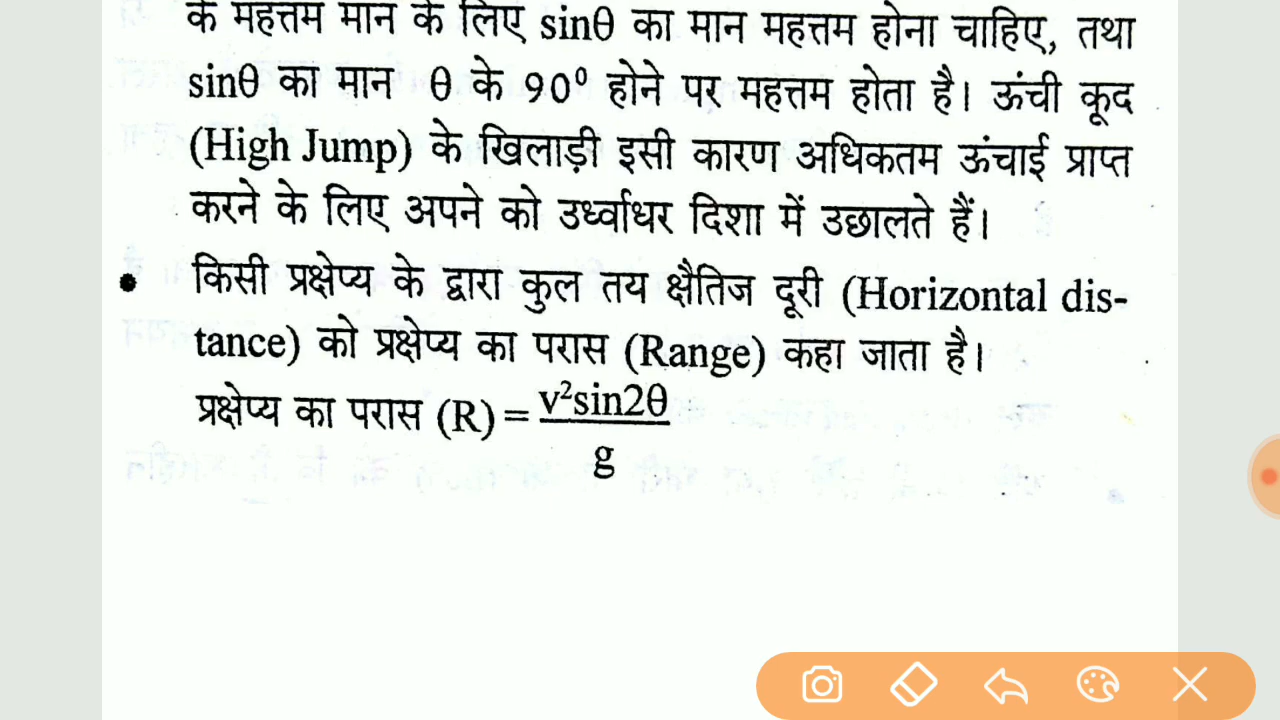 के महत्तम मान के लिए sinθ का मान महत्तम होना चाहिए, तथा
sinθ का मान θ के 90⁰ होने पर महत्तम होता है। ऊंची कूद
(High Jump) के खिलाड़ी इसी कारण अधिकतम ऊंचाई प्राप्त
करने के लिए अपने को उर्ध्वाधर दिशा में उछालते हैं।
• किसी प्रक्षेप्य के द्वारा कुल तय क्षैतिज दूरी (Horizontal dis-
tance) को प्रक्षेप्य का परास (Range) कहा जाता है।
प्रक्षेप्य का परास (R) = v²sin2θ
g